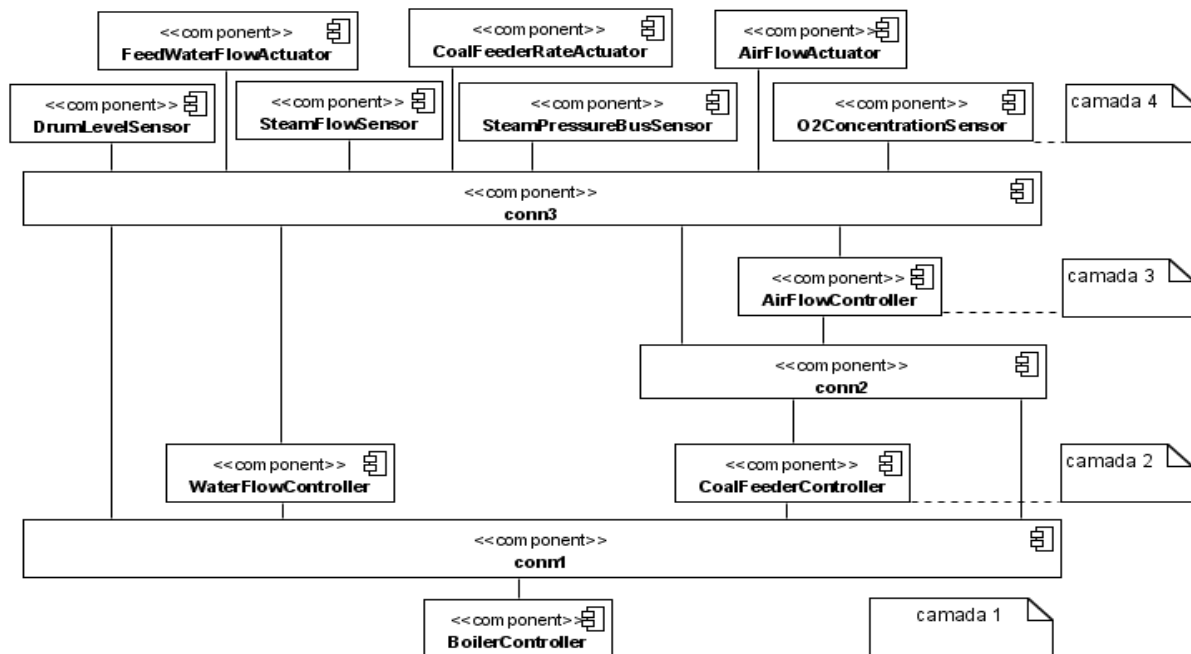 <<component>>
FeedWaterFlowActuator
<<component>>
CoalFeederRateActuator
<<component>>
AirFlowActuator
<<component>>
DrumLevelSensor
<<component>>
SteamFlowSensor
<<component>>
SteamPressureBusSensor
<<component>>
O2ConcentrationSensor
camada 4
<<component>>
conn3
<<component>>
AirFlowController
camada 3
<<component>>
conn2
<<component>>
WaterFlowController
<<component>>
CoalFeederController
camada 2
<<component>>
conn1
<<component>>
BoilerController
camada 1